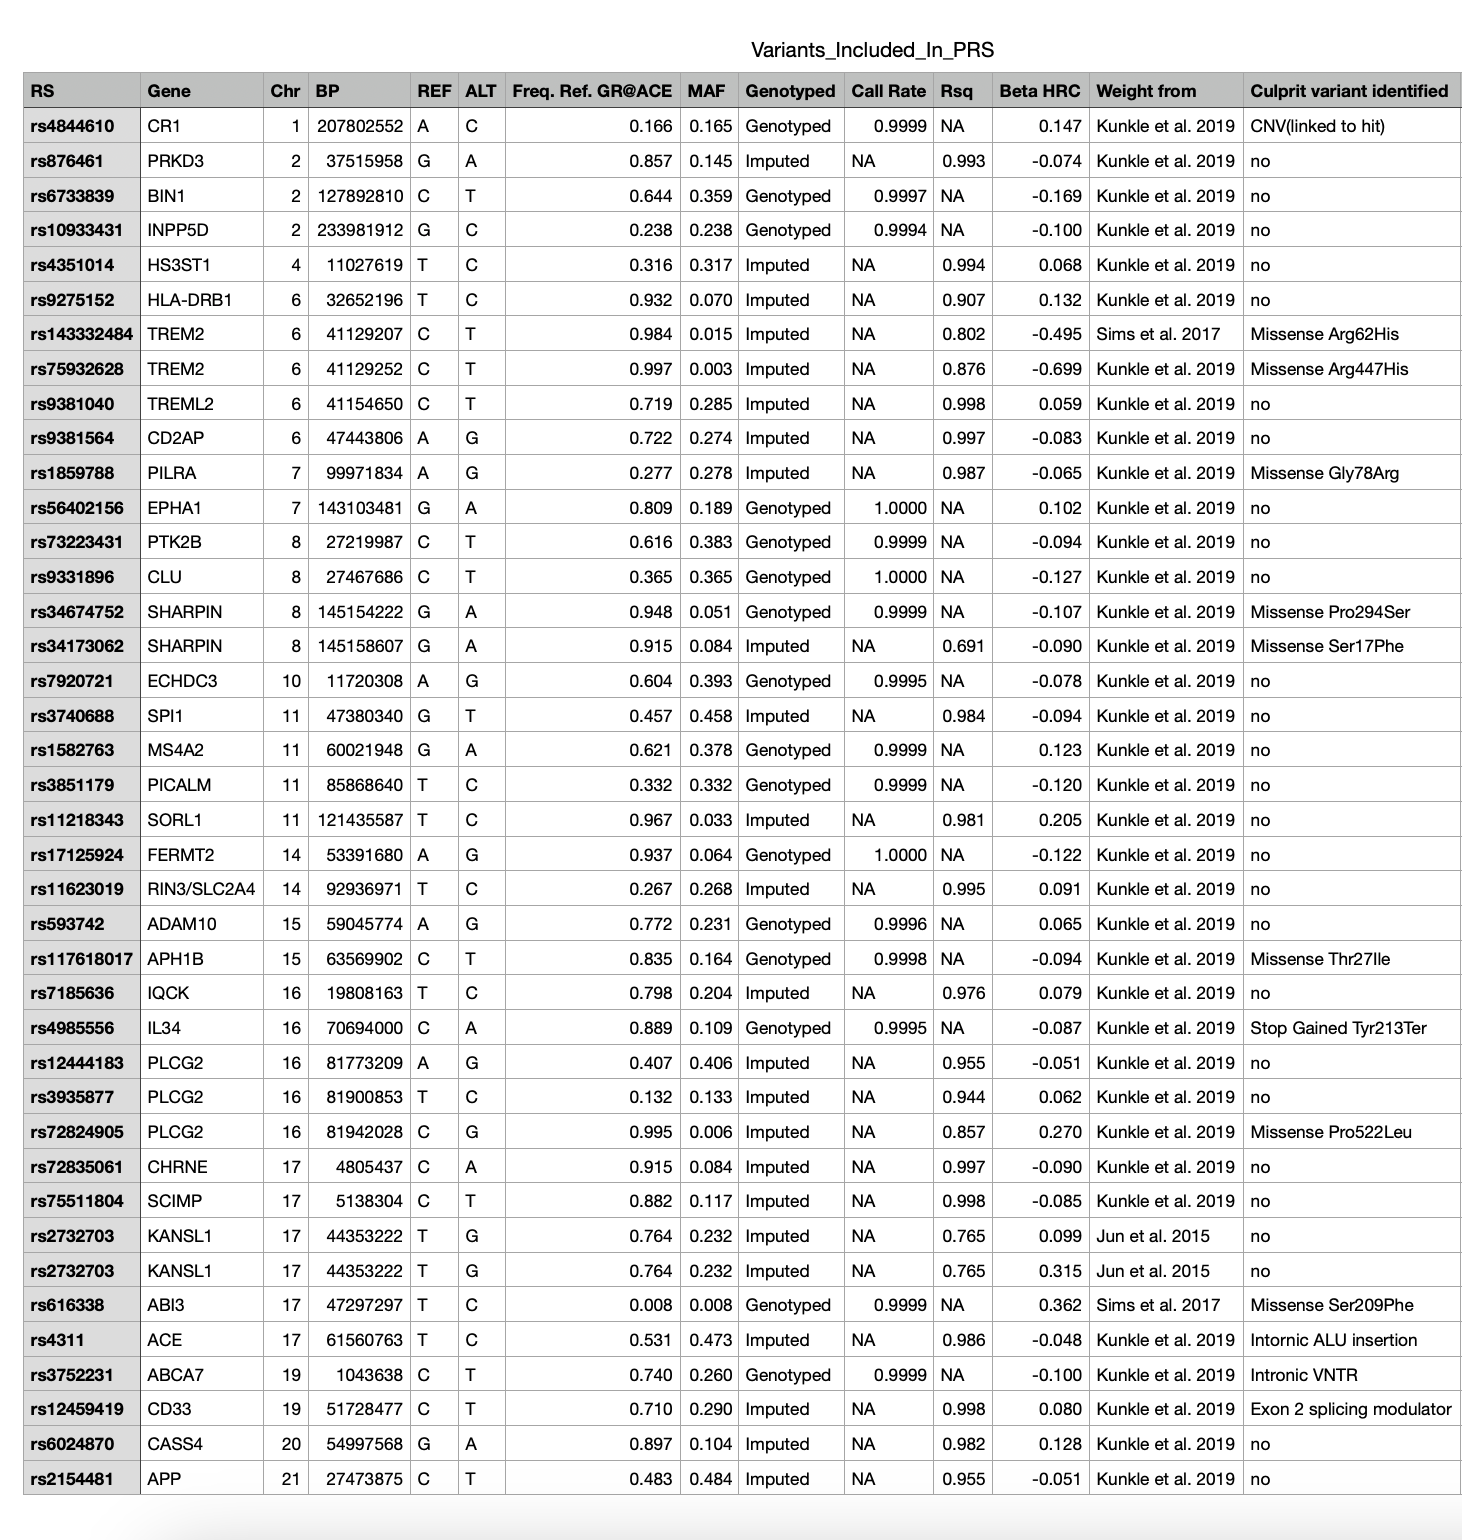 Variants_Included_In_PRS
RS Gene Chr BP REF ALT Freq. Ref. GR@ACE MAF Genotyped Call Rate Rsq Beta HRC Weight from Culprit variant identified
rs4844610 CR1 1 207802552 A C 0.166 0.165 Genotyped 0.9999 NA 0.147 Kunkle et al. 2019 CNV(linked to hit)
rs876461 PRKD3 2 37515958 G A 0.857 0.145 Imputed NA 0.993 -0.074 Kunkle et al. 2019 no
rs6733839 BIN1 2 127892810 C T 0.644 0.359 Genotyped 0.9997 NA -0.169 Kunkle et al. 2019 no
rs10933431 INPP5D 2 233981912 G C 0.238 0.238 Genotyped 0.9994 NA -0.100 Kunkle et al. 2019 no
rs4351014 HS3ST1 4 11027619 T C 0.316 0.317 Imputed NA 0.994 0.068 Kunkle et al. 2019 no
rs9275152 HLA-DRB1 6 32652196 T C 0.932 0.070 Imputed NA 0.907 0.132 Kunkle et al. 2019 no
rs143332484 TREM2 6 41129207 C T 0.984 0.015 Imputed NA 0.802 -0.495 Sims et al. 2017 Missense Arg62His
rs75932628 TREM2 6 41129252 C T 0.997 0.003 Imputed NA 0.876 -0.699 Kunkle et al. 2019 Missense Arg447His
rs9381040 TREML2 6 41154650 C T 0.719 0.285 Imputed NA 0.998 0.059 Kunkle et al. 2019 no
rs9381564 CD2AP 6 47443806 A G 0.722 0.274 Imputed NA 0.997 -0.083 Kunkle et al. 2019 no
rs1859788 PILRA 7 99971834 A G 0.277 0.278 Imputed NA 0.987 -0.065 Kunkle et al. 2019 Missense Gly78Arg
rs56402156 EPHA1 7 143103481 G A 0.809 0.189 Genotyped 1.0000 NA 0.102 Kunkle et al. 2019 no
rs73223431 PTK2B 8 27219987 C T 0.616 0.383 Genotyped 0.9999 NA -0.094 Kunkle et al. 2019 no
rs9331896 CLU 8 27467686 C T 0.365 0.365 Genotyped 1.0000 NA -0.127 Kunkle et al. 2019 no
rs34674752 SHARPIN 8 145154222 G A 0.948 0.051 Genotyped 0.9999 NA -0.107 Kunkle et al. 2019 Missense Pro294Ser
rs34173062 SHARPIN 8 145158607 G A 0.915 0.084 Imputed NA 0.691 -0.090 Kunkle et al. 2019 Missense Ser17Phe
rs7920721 ECHDC3 10 11720308 A G 0.604 0.393 Genotyped 0.9995 NA -0.078 Kunkle et al. 2019 no
rs3740688 SPI1 11 47380340 G T 0.457 0.458 Imputed NA 0.984 -0.094 Kunkle et al. 2019 no
rs1582763 MS4A2 11 60021948 G A 0.621 0.378 Genotyped 0.9999 NA 0.123 Kunkle et al. 2019 no
rs3851179 PICALM 11 85868640 T C 0.332 0.332 Genotyped 0.9999 NA -0.120 Kunkle et al. 2019 no
rs11218343 SORL1 11 121435587 T C 0.967 0.033 Imputed NA 0.981 0.205 Kunkle et al. 2019 no
rs17125924 FERMT2 14 53391680 A G 0.937 0.064 Genotyped 1.0000 NA -0.122 Kunkle et al. 2019 no
rs11623019 RIN3/SLC2A4 14 92936971 T C 0.267 0.268 Imputed NA 0.995 0.091 Kunkle et al. 2019 no
rs593742 ADAM10 15 59045774 A G 0.772 0.231 Genotyped 0.9996 NA 0.065 Kunkle et al. 2019 no
rs117618017 APH1B 15 63569902 C T 0.835 0.164 Genotyped 0.9998 NA -0.094 Kunkle et al. 2019 Missense Thr27Ile
rs7185636 IQCK 16 19808163 T C 0.798 0.204 Imputed NA 0.976 0.079 Kunkle et al. 2019 no
rs4985556 IL34 16 70694000 C A 0.889 0.109 Genotyped 0.9995 NA -0.087 Kunkle et al. 2019 Stop Gained Tyr213Ter
rs12444183 PLCG2 16 81773209 A G 0.407 0.406 Imputed NA 0.955 -0.051 Kunkle et al. 2019 no
rs3935877 PLCG2 16 81900853 T C 0.132 0.133 Imputed NA 0.944 0.062 Kunkle et al. 2019 no
rs72824905 PLCG2 16 81942028 C G 0.995 0.006 Imputed NA 0.857 0.270 Kunkle et al. 2019 Missense Pro522Leu
rs72835061 CHRNE 17 4805437 C A 0.915 0.084 Imputed NA 0.997 -0.090 Kunkle et al. 2019 no
rs75511804 SCIMP 17 5138304 C T 0.882 0.117 Imputed NA 0.998 -0.085 Kunkle et al. 2019 no
rs2732703 KANSL1 17 44353222 T G 0.764 0.232 Imputed NA 0.765 0.099 Jun et al. 2015 no
rs2732703 KANSL1 17 44353222 T G 0.764 0.232 Imputed NA 0.765 0.315 Jun et al. 2015 no
rs616338 ABI3 17 47297297 T C 0.008 0.008 Genotyped 0.9999 NA 0.362 Sims et al. 2017 Missense Ser209Phe
rs4311 ACE 17 61560763 T C 0.531 0.473 Imputed NA 0.986 -0.048 Kunkle et al. 2019 Intornic ALU insertion
rs3752231 ABCA7 19 1043638 C T 0.740 0.260 Genotyped 0.9999 NA -0.100 Kunkle et al. 2019 Intronic VNTR
rs12459419 CD33 19 51728477 C T 0.710 0.290 Imputed NA 0.998 0.080 Kunkle et al. 2019 Exon 2 splicing modulator
rs6024870 CASS4 20 54997568 G A 0.897 0.104 Imputed NA 0.982 0.128 Kunkle et al. 2019 no
rs2154481 APP 21 27473875 C T 0.483 0.484 Imputed NA 0.955 -0.051 Kunkle et al. 2019 no